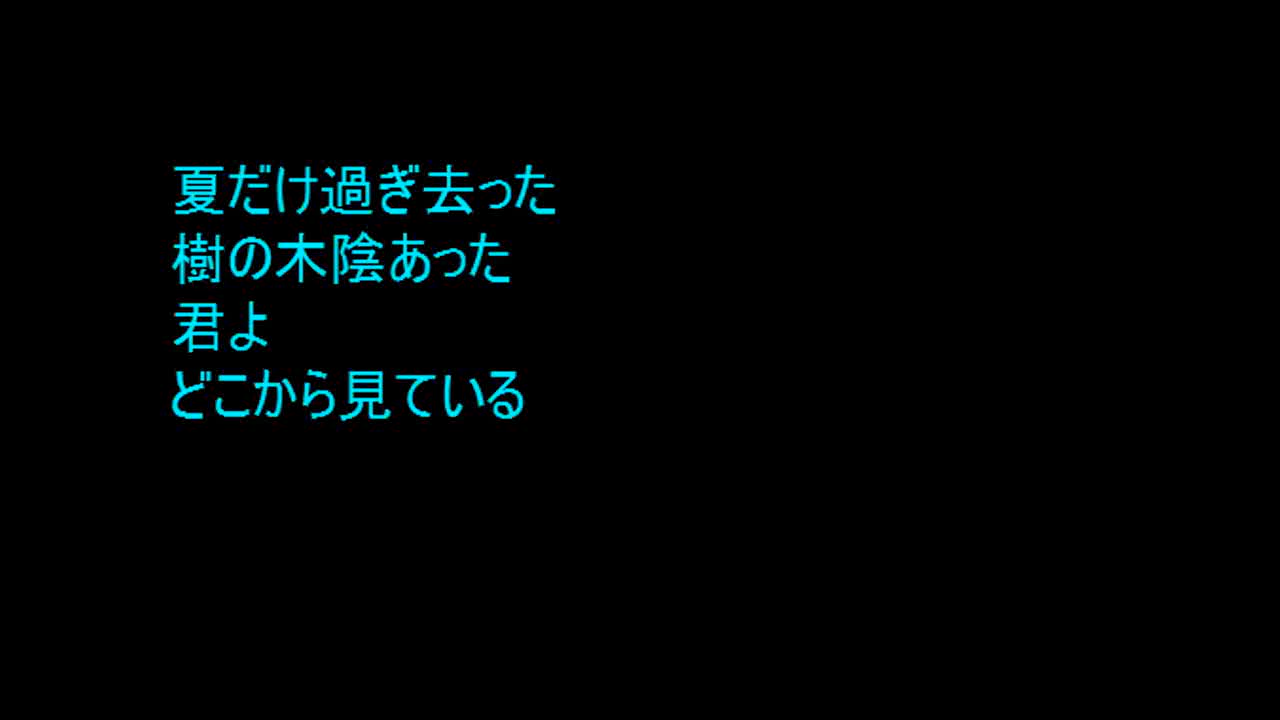 夏だけ過ぎ去った
樹の木陰あった
君よ
どこから見ている